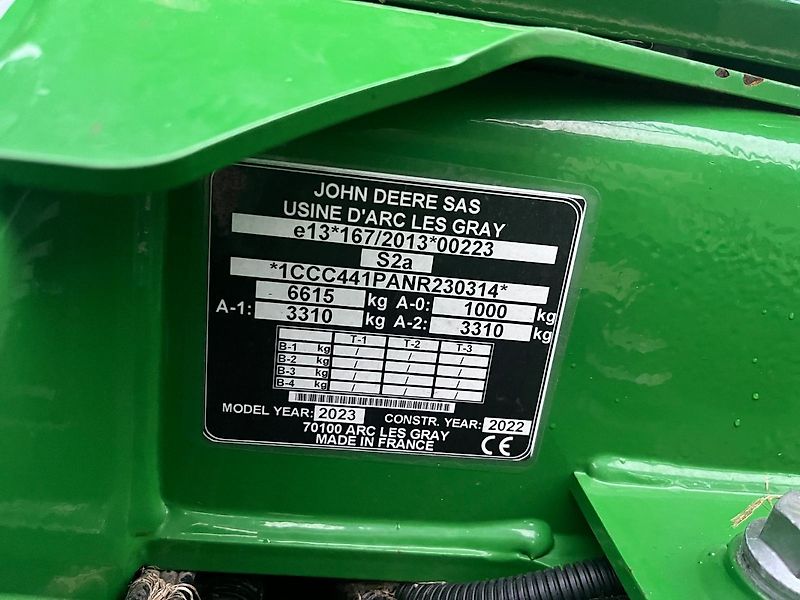 JOHN DEERE SAS
USINE D'ARC LES GRAY
e13*167/2013*00223
S2a
*1CCC441PANR230314*
6615 kg A-0: 1000 kg
A-1: 3310 kg A-2: 3310 kg
T-1 T-2 T-3
B-1 kg / / /
B-2 kg / / /
B-3 kg / / /
B-4 kg / / /
MODEL YEAR: 2023 CONSTR. YEAR: 2022
70100 ARC LES GRAY
MADE IN FRANCE CE